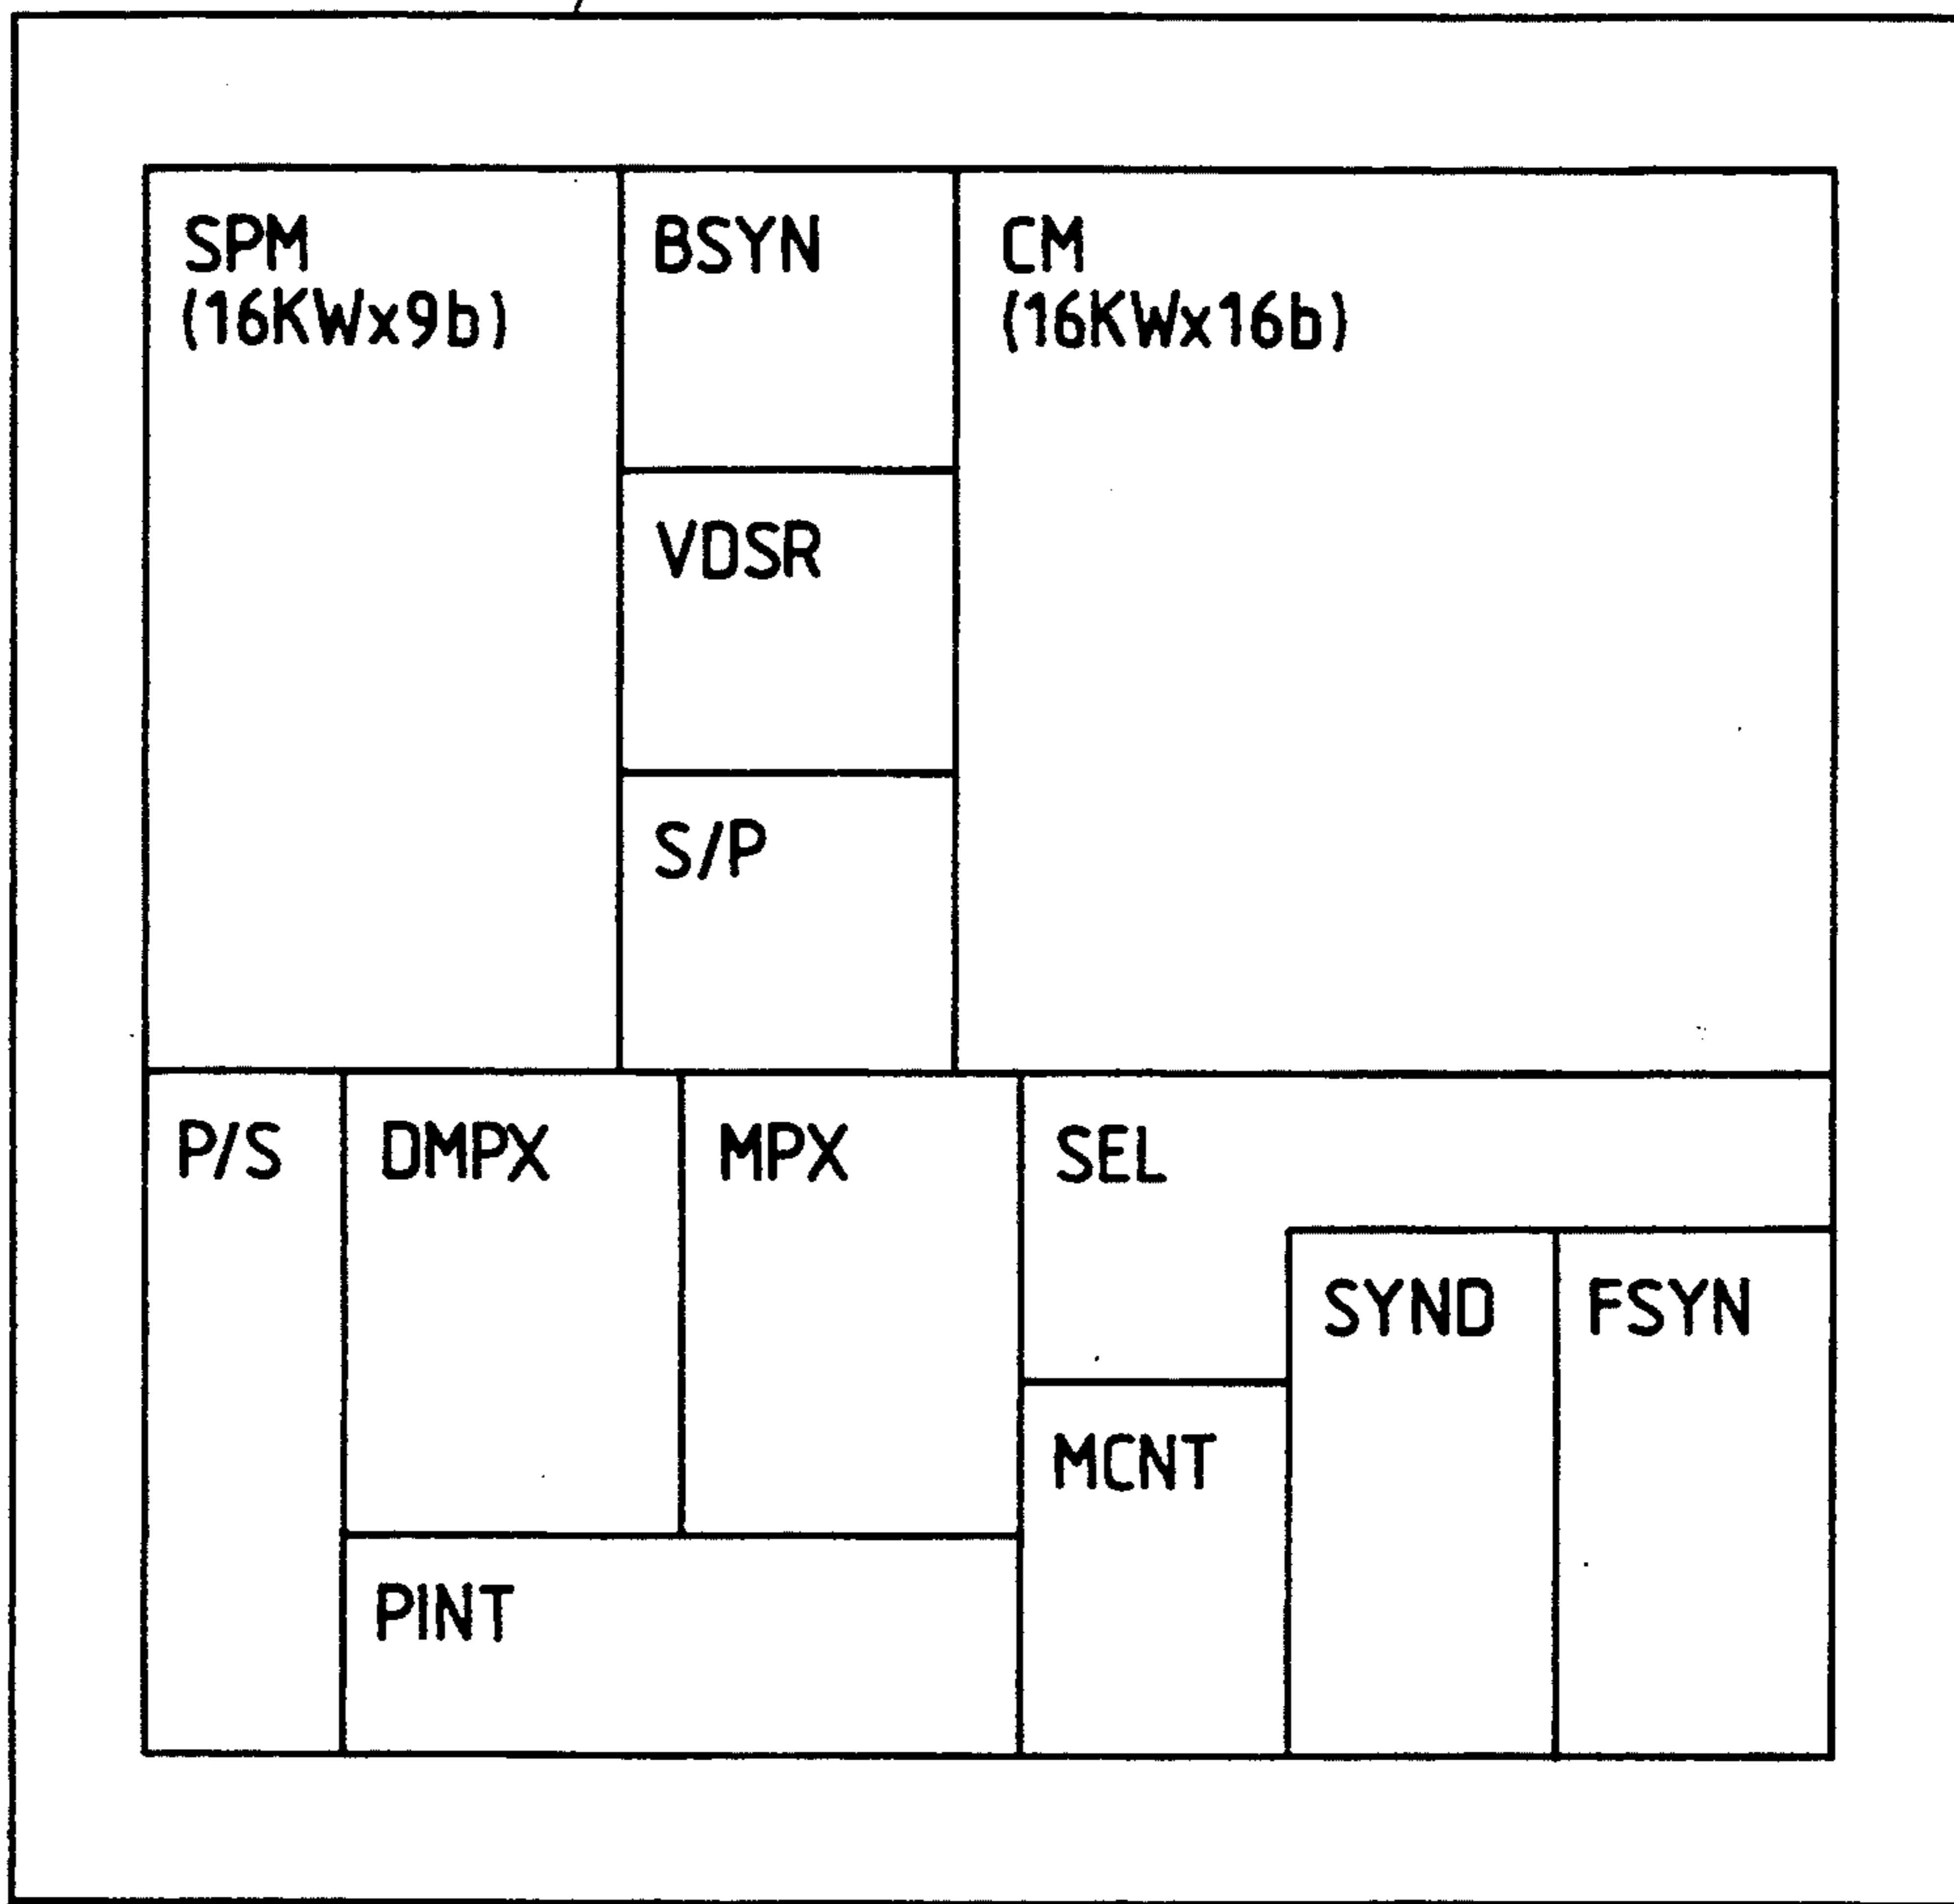 SPM
(16KWx9b)
BSYN
CM
(16KWx16b)
VDSR
S/P
P/S
DMPX
MPX
SEL
SYND
FSYN
MCNT
PINT